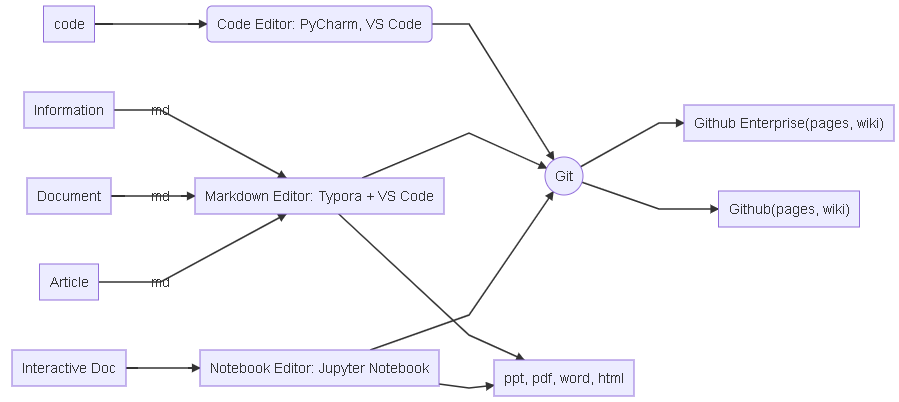 code
Code Editor: PyCharm, VS Code
Information
md
Github Enterprise(pages, wiki)
Git
Document
md
Markdown Editor: Typora + VS Code
Github(pages, wiki)
Article
md
Interactive Doc
Notebook Editor: Jupyter Notebook
ppt, pdf, word, html